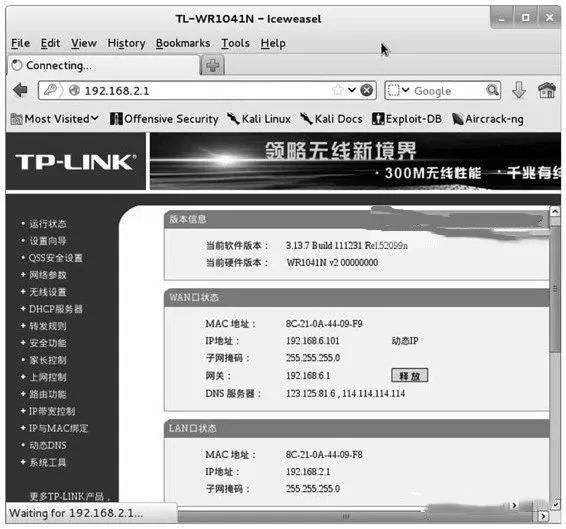 TL-WR1041N - Iceweasel
File Edit View History Bookmarks Tools Help
Connecting...
192.168.2.1 Google
Most Visited Offensive Security Kali Linux Kali Docs Exploit-DB Aircrack-ng
TP-LINK®
领略无线新境界
·300M无线性能 ·千兆有线
运行状态
设置向导
QSS安全设置
网络参数
无线设置
DHCP服务器
转发规则
安全功能
家长控制
上网控制
路由功能
IP带宽控制
IP与MAC绑定
动态DNS
系统工具
更多TP-LINK产品,
版本信息
当前软件版本: 3.13.7 Build 111231 Rel.52099n
当前硬件版本: WR1041N v2 00000000
WAN口状态
MAC 地址: 8C-21-0A-44-09-F9
IP地址: 192.168.6.101 动态IP
子网掩码: 255.255.255.0
网关: 192.168.6.1 释 放
DNS 服务器: 123.125.81.6 , 114.114.114.114
LAN口状态
MAC 地址: 8C-21-0A-44-09-F8
IP地址: 192.168.2.1
子网掩码: 255.255.255.0
Waiting for 192.168.2.1...